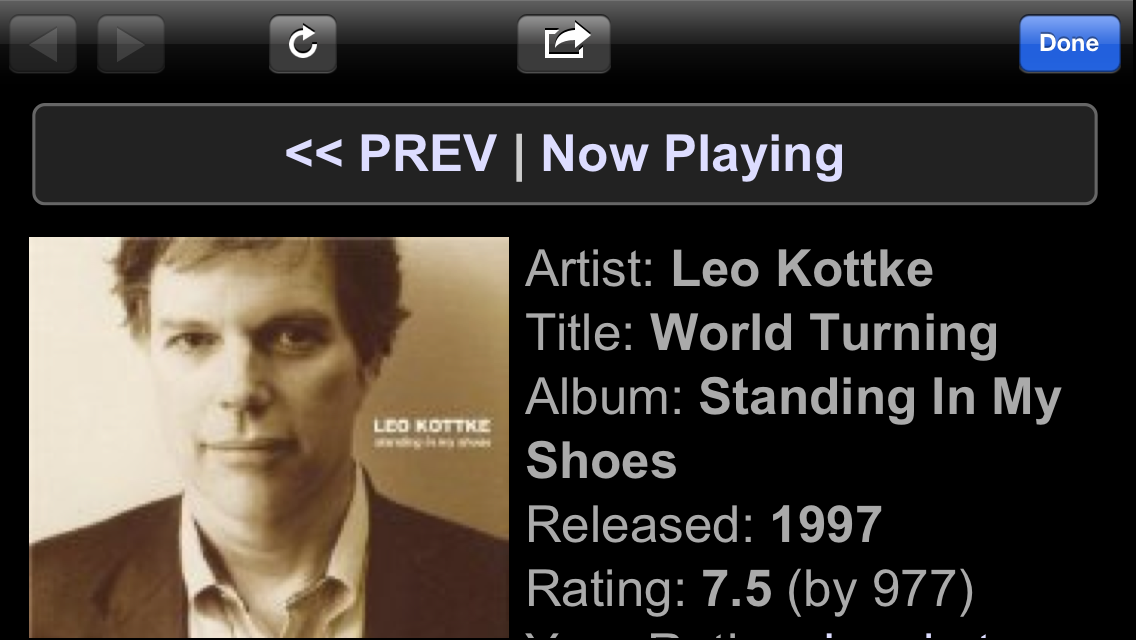 Done
<< PREV | Now Playing
LEO KOTTKE
standing in my shoes
Artist: Leo Kottke
Title: World Turning
Album: Standing In My
Shoes
Released: 1997
Rating: 7.5 (by 977)